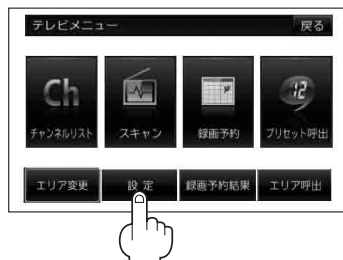 テレビメニュー 戻る
Ch
チャンネルリスト スキャン 録画予約 プリセット呼出
12
エリア変更 設定 録画予約結果 エリア呼出